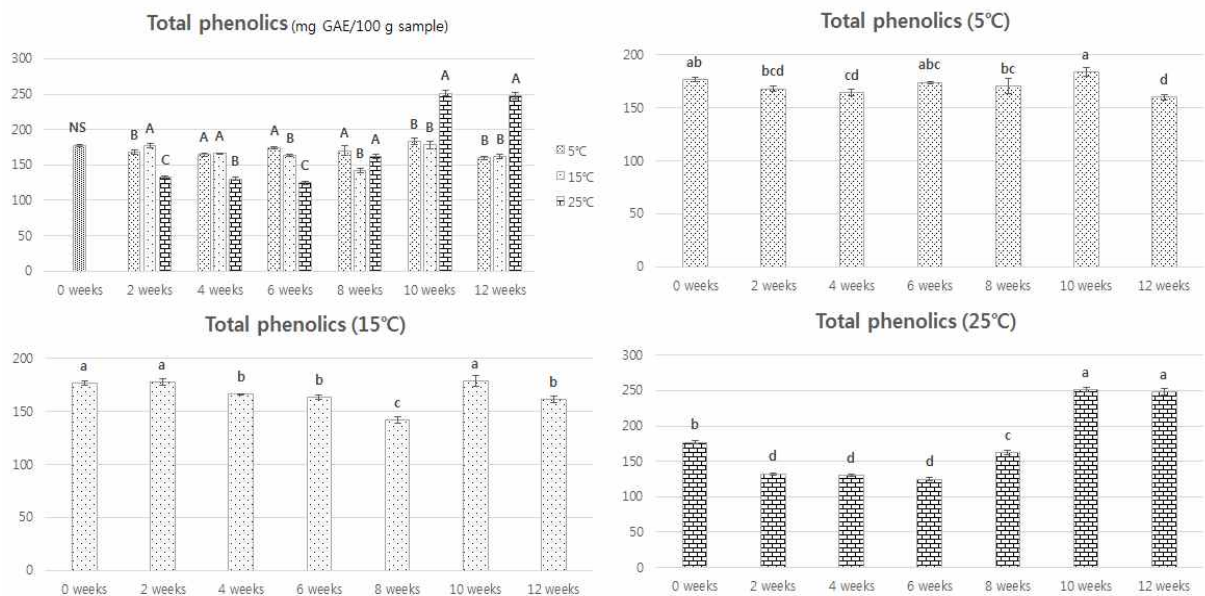 Total phenolics (mg GAE/100 g sample)
300
250
200
150
100
50
0
NS
B A C
A A B
A B C
A B A
B B A
B B A
0 weeks 2 weeks 4 weeks 6 weeks 8 weeks 10 weeks 12 weeks
5℃
15℃
25℃
Total phenolics (5℃)
200
150
100
50
0
ab bcd cd abc bc a d
0 weeks 2 weeks 4 weeks 6 weeks 8 weeks 10 weeks 12 weeks
Total phenolics (15℃)
200
150
100
50
0
a a b b c a b
0 weeks 2 weeks 4 weeks 6 weeks 8 weeks 10 weeks 12 weeks
Total phenolics (25℃)
300
250
200
150
100
50
0
b d d d c a a
0 weeks 2 weeks 4 weeks 6 weeks 8 weeks 10 weeks 12 weeks